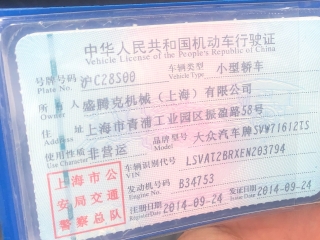 中华人民共和国机动车行驶证
Vehicle License of the People's Republic of China
号牌号码 沪C28S00 车辆类型 小型轿车
Plate No. Vehicle Type
所有人 盛腾克机械（上海）有限公司
Owner
住址 上海市青浦工业园区振盈路58号
Address
使用性质 非营运 品牌型号 大众汽车牌SVW71612TS
Use Character Model
上海市公安局交通警察总队
车辆识别代号 LSVAT2BRXEN203794
VIN
发动机号码 B34753
Engine No.
注册日期 2014-09-24 发证日期 2014-09-24
Register Date Issue Date